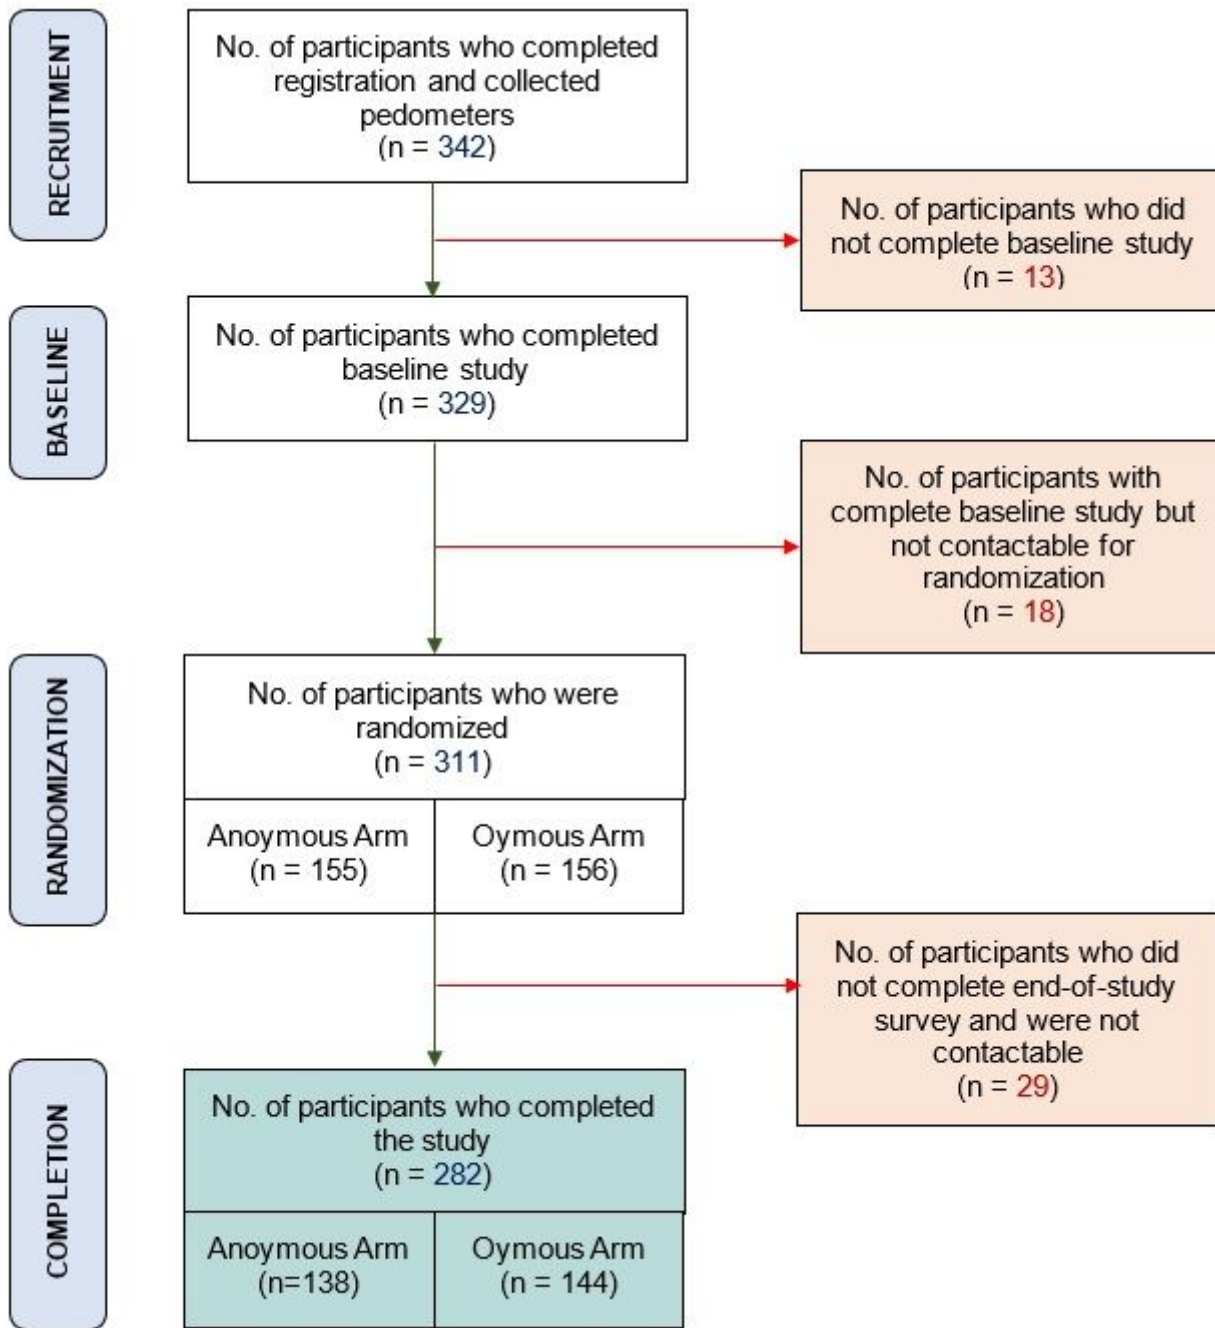 RECRUITMENT
No. of participants who completed
registration and collected
pedometers
(n = 342)
No. of participants who did
not complete baseline study
(n = 13)
BASELINE
No. of participants who completed
baseline study
(n = 329)
No. of participants with
complete baseline study but
not contactable for
randomization
(n = 18)
RANDOMIZATION
No. of participants who were
randomized
(n = 311)
Anoymous Arm
(n = 155)
Oymous Arm
(n = 156)
No. of participants who did
not complete end-of-study
survey and were not
contactable
(n = 29)
COMPLETION
No. of participants who completed
the study
(n = 282)
Anoymous Arm
(n=138)
Oymous Arm
(n = 144)